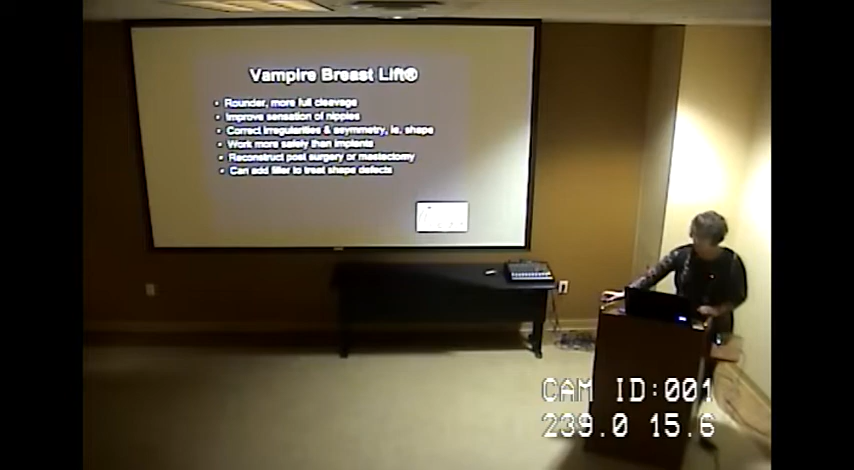 Vampire Breast Lift®
• Rounder, more full cleavage
• Improve sensation of nipples
• Correct irregularities & asymmetry, ie. shape
• Work more safely than implants
• Reconstruct post surgery or mastectomy
• Can add filler to treat shape defects
CAM ID:001
239.0 15.6